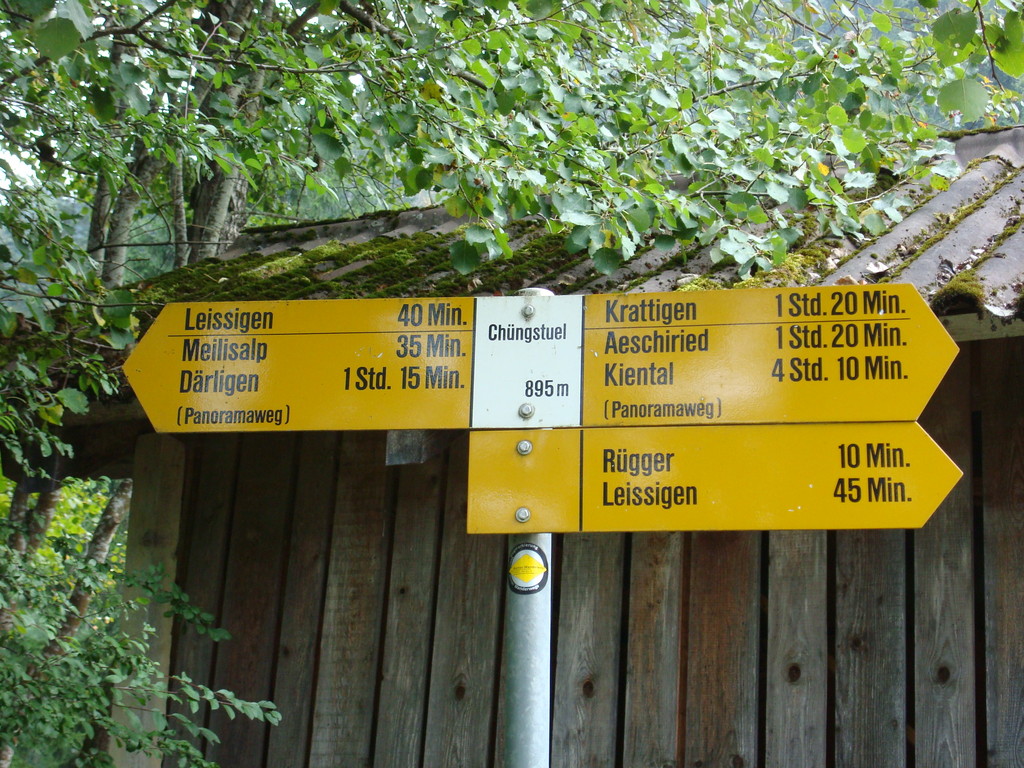 Leissigen 40 Min.
Meilisalp 35 Min.
Därligen 1 Std. 15 Min.
(Panoramaweg)
Chüngstuel
895 m
Krattigen 1 Std. 20 Min.
Aeschiried 1 Std. 20 Min.
Kiental 4 Std. 10 Min.
(Panoramaweg)
Rügger 10 Min.
Leissigen 45 Min.